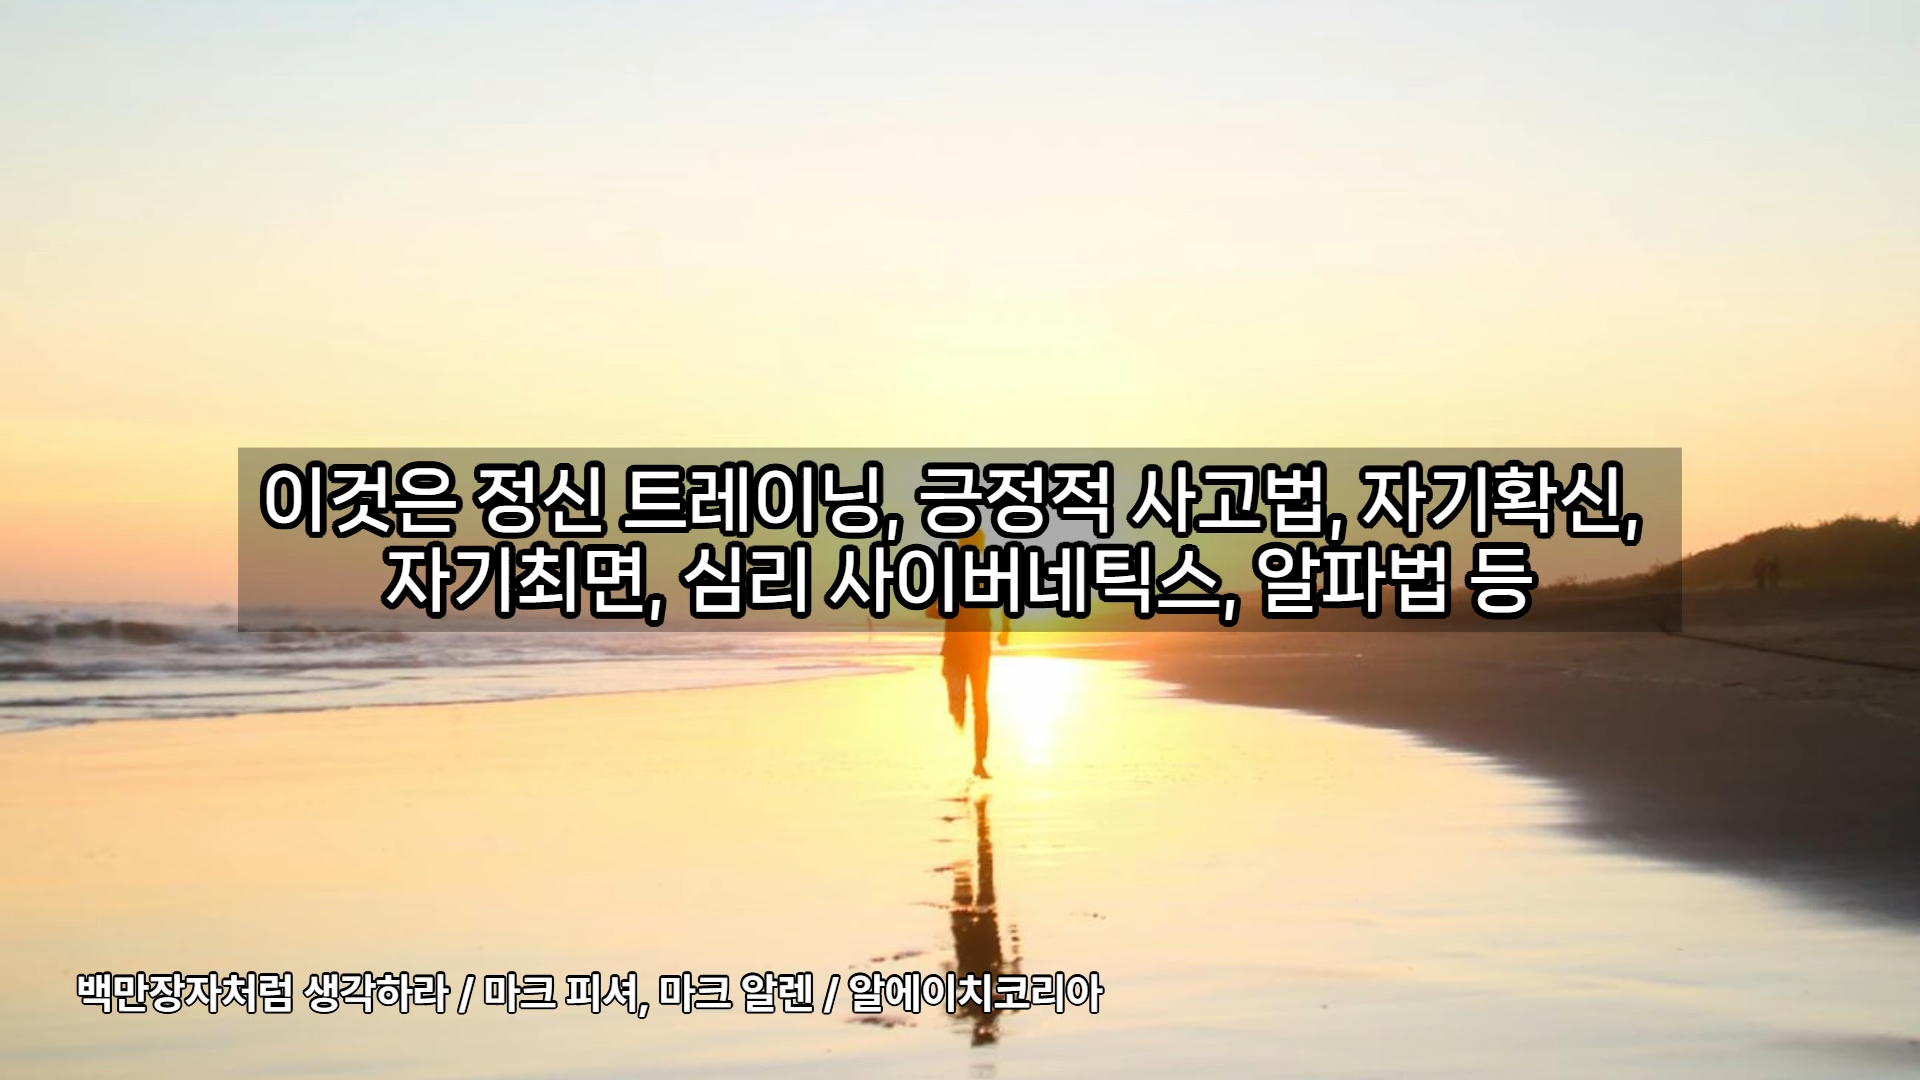 이것은 정신 트레이닝, 긍정적 사고법, 자기확신,
자기최면, 심리 사이버네틱스, 알파법 등
백만장자처럼 생각하라 / 마크 피셔, 마크 알렌 / 알에이치코리아